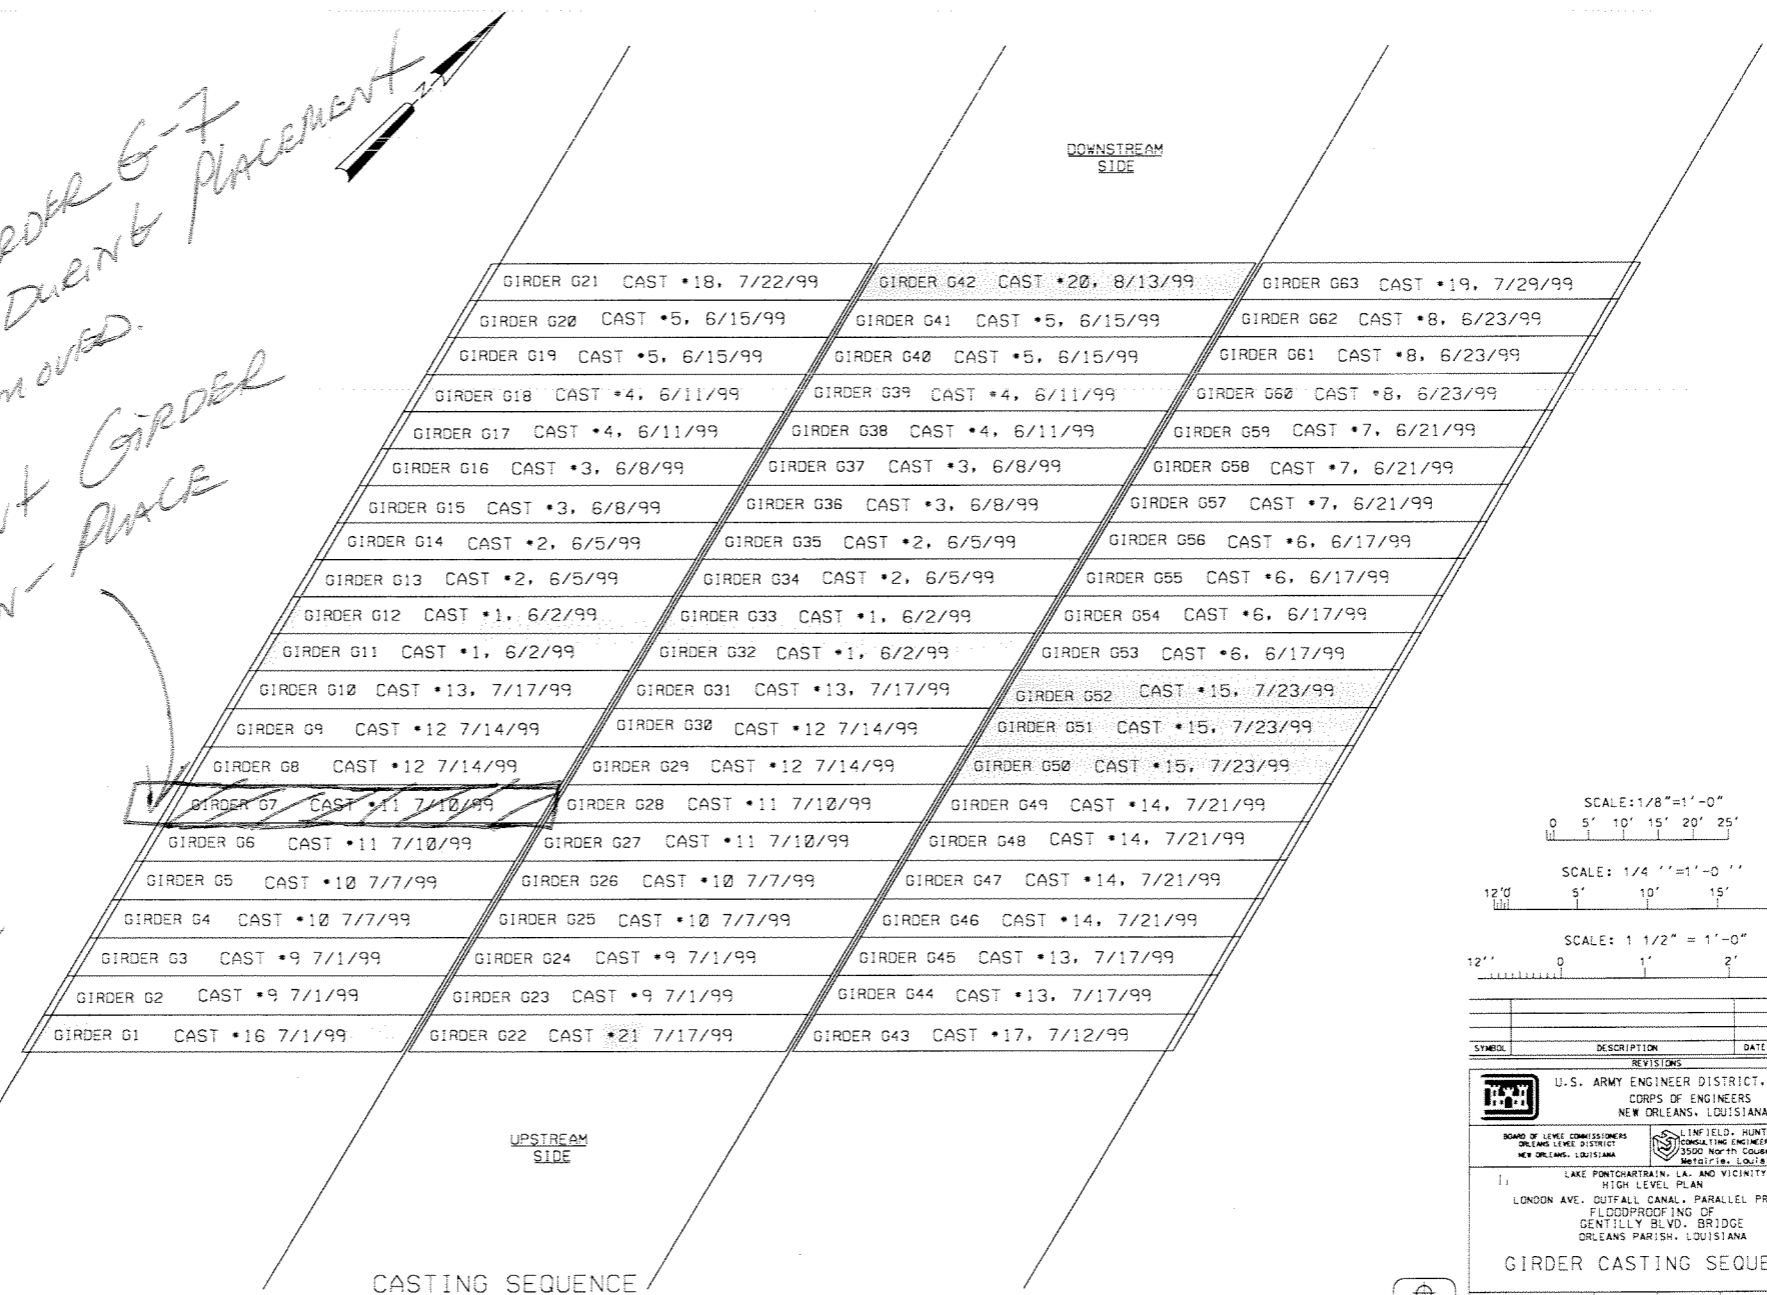 G-7
DURING PLACEMENT
GIRDER
PLACE
N
DOWNSTREAM
SIDE
GIRDER G21 CAST *18, 7/22/99 GIRDER G42 CAST *20, 8/13/99 GIRDER G63 CAST *19, 7/29/99
GIRDER G20 CAST *5, 6/15/99 GIRDER G41 CAST *5, 6/15/99 GIRDER G62 CAST *8, 6/23/99
GIRDER G19 CAST *5, 6/15/99 GIRDER G40 CAST *5, 6/15/99 GIRDER G61 CAST *8, 6/23/99
GIRDER G18 CAST *4, 6/11/99 GIRDER G39 CAST *4, 6/11/99 GIRDER G60 CAST *8, 6/23/99
GIRDER G17 CAST *4, 6/11/99 GIRDER G38 CAST *4, 6/11/99 GIRDER G59 CAST *7, 6/21/99
GIRDER G16 CAST *3, 6/8/99 GIRDER G37 CAST *3, 6/8/99 GIRDER G58 CAST *7, 6/21/99
GIRDER G15 CAST *3, 6/8/99 GIRDER G36 CAST *3, 6/8/99 GIRDER G57 CAST *7, 6/21/99
GIRDER G14 CAST *2, 6/5/99 GIRDER G35 CAST *2, 6/5/99 GIRDER G56 CAST *6, 6/17/99
GIRDER G13 CAST *2, 6/5/99 GIRDER G34 CAST *2, 6/5/99 GIRDER G55 CAST *6, 6/17/99
GIRDER G12 CAST *1, 6/2/99 GIRDER G33 CAST *1, 6/2/99 GIRDER G54 CAST *6, 6/17/99
GIRDER G11 CAST *1, 6/2/99 GIRDER G32 CAST *1, 6/2/99 GIRDER G53 CAST *6, 6/17/99
GIRDER G10 CAST *13, 7/17/99 GIRDER G31 CAST *13, 7/17/99 GIRDER G52 CAST *15, 7/23/99
GIRDER G9 CAST *12 7/14/99 GIRDER G30 CAST *12 7/14/99 GIRDER G51 CAST *15, 7/23/99
GIRDER G8 CAST *12 7/14/99 GIRDER G29 CAST *12 7/14/99 GIRDER G50 CAST *15, 7/23/99
GIRDER G7 CAST *11 7/10/99 GIRDER G28 CAST *11 7/10/99 GIRDER G49 CAST *14, 7/21/99
GIRDER G6 CAST *11 7/10/99 GIRDER G27 CAST *11 7/10/99 GIRDER G48 CAST *14, 7/21/99
GIRDER G5 CAST *10 7/7/99 GIRDER G26 CAST *10 7/7/99 GIRDER G47 CAST *14, 7/21/99
GIRDER G4 CAST *10 7/7/99 GIRDER G25 CAST *10 7/7/99 GIRDER G46 CAST *14, 7/21/99
GIRDER G3 CAST *9 7/1/99 GIRDER G24 CAST *9 7/1/99 GIRDER G45 CAST *13, 7/17/99
GIRDER G2 CAST *9 7/1/99 GIRDER G23 CAST *9 7/1/99 GIRDER G44 CAST *13, 7/17/99
GIRDER G1 CAST *16 7/1/99 GIRDER G22 CAST *21 7/17/99 GIRDER G43 CAST *17, 7/12/99
UPSTREAM
SIDE
CASTING SEQUENCE
SCALE:1/8"=1'-0"
0 5' 10' 15' 20' 25'
SCALE: 1/4 ''=1'-0 ''
12'0 5' 10' 15'
SCALE: 1 1/2" = 1'-0"
12'' 0 1' 2'
SYMBOL DESCRIPTION DATE
REVISIONS
U.S. ARMY ENGINEER DISTRICT,
CORPS OF ENGINEERS
NEW ORLEANS, LOUISIANA
BOARD OF LEVEE COMMISSIONERS
ORLEANS LEVEE DISTRICT
NEW ORLEANS, LOUISIANA
LINFIELD, HUNT
CONSULTING ENGINEE
3500 North Caus
Metairie, Louis
LAKE PONTCHARTRAIN, LA. AND VICINITY
HIGH LEVEL PLAN
LONDON AVE. OUTFALL CANAL, PARALLEL PR
FLOODPROOFING OF
GENTILLY BLVD. BRIDGE
ORLEANS PARISH, LOUISIANA
GIRDER CASTING SEQUE